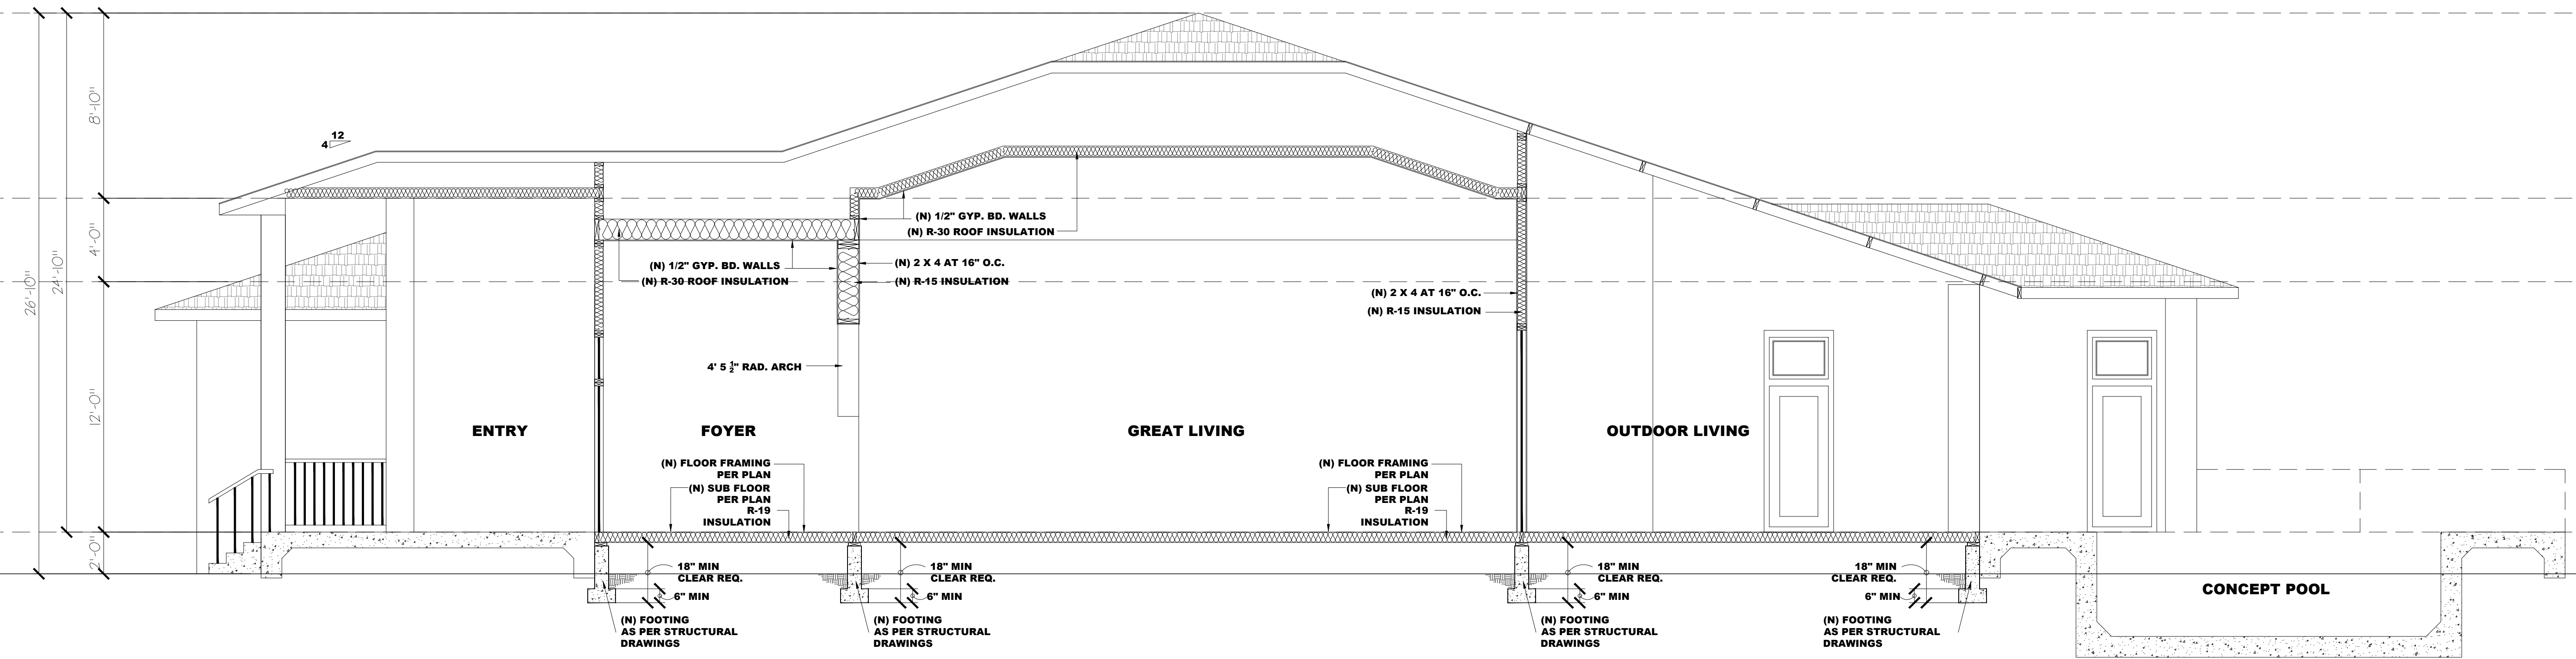 26'-10"
24'-10"
8'-10"
4'-0"
12'-0"
2'-0"
12
4
(N) 1/2" GYP. BD. WALLS
(N) R-30 ROOF INSULATION
(N) 1/2" GYP. BD. WALLS
(N) R-30 ROOF INSULATION
(N) 2 X 4 AT 16" O.C.
(N) R-15 INSULATION
(N) 2 X 4 AT 16" O.C.
(N) R-15 INSULATION
4' 5 1/2" RAD. ARCH
ENTRY
FOYER
GREAT LIVING
OUTDOOR LIVING
(N) FLOOR FRAMING
PER PLAN
(N) SUB FLOOR
PER PLAN
R-19
INSULATION
(N) FLOOR FRAMING
PER PLAN
(N) SUB FLOOR
PER PLAN
R-19
INSULATION
18" MIN
CLEAR REQ.
6" MIN
(N) FOOTING
AS PER STRUCTURAL
DRAWINGS
18" MIN
CLEAR REQ.
6" MIN
(N) FOOTING
AS PER STRUCTURAL
DRAWINGS
18" MIN
CLEAR REQ.
6" MIN
(N) FOOTING
AS PER STRUCTURAL
DRAWINGS
18" MIN
CLEAR REQ.
6" MIN
(N) FOOTING
AS PER STRUCTURAL
DRAWINGS
CONCEPT POOL